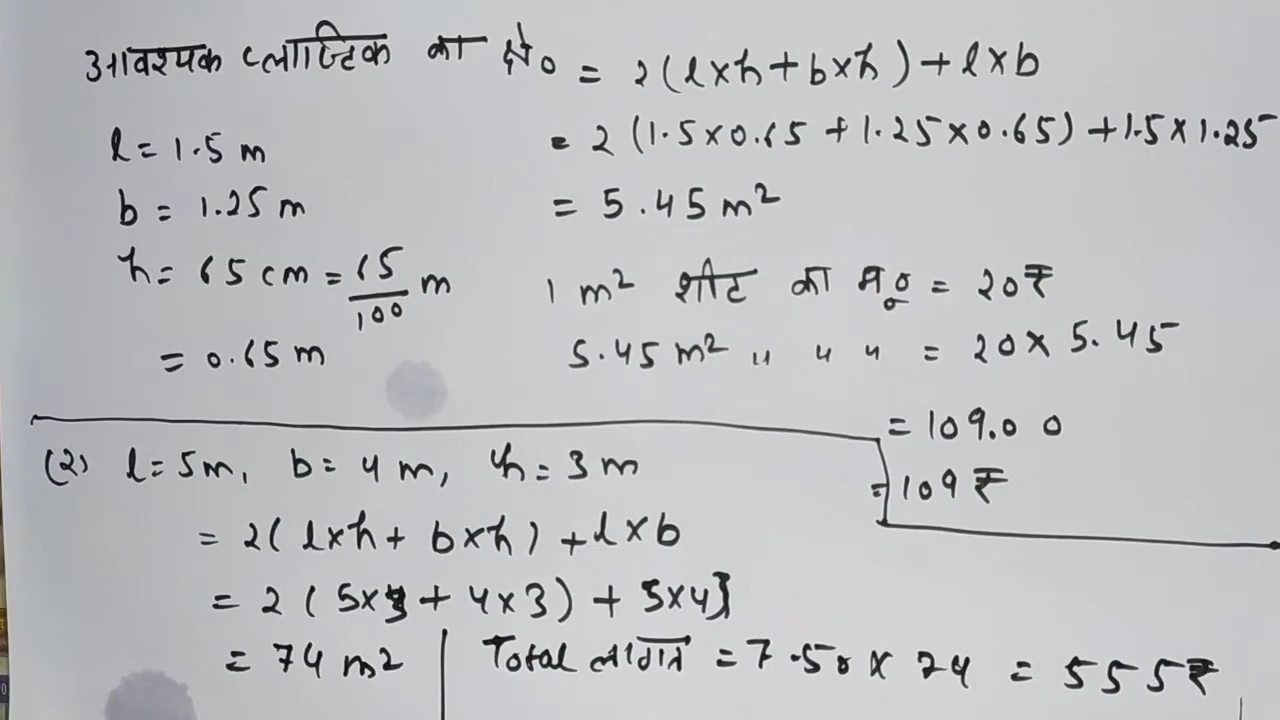 आवश्यक प्लास्टिक का क्षे० = 2(l×h+b×h)+l×b
l = 1.5 m
= 2 (1.5×0.65 + 1.25×0.65) + 1.5×1.25
b = 1.25 m
= 5.45 m²
h = 65 cm = 65/100 m
1 m² शीट का मू० = 20₹
= 0.65 m
5.45 m² " " " = 20 × 5.45
= 109.00
= 109 ₹
(2) l = 5m, b = 4 m, h = 3 m
= 2( l×h + b×h ) + l×b
= 2 ( 5×3 + 4×3 ) + 5×4}
= 74 m²
Total लागत = 7.50 × 74 = 555₹